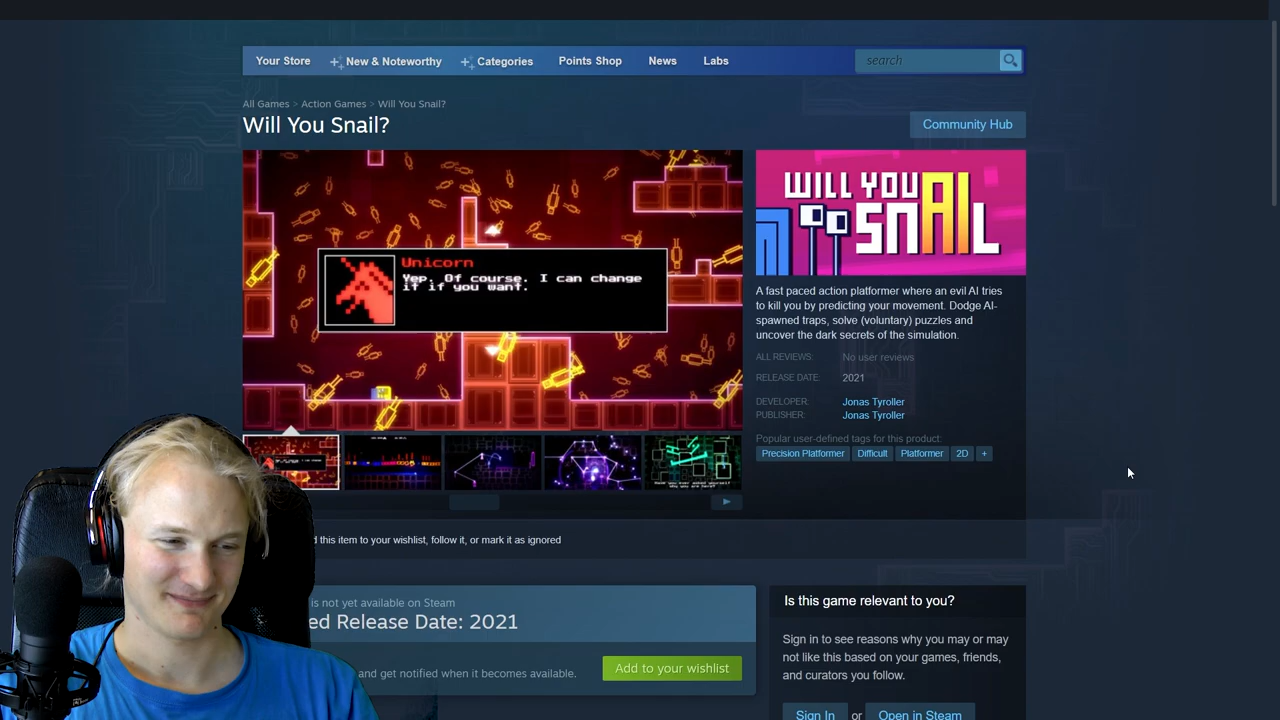 Your Store
New & Noteworthy
Categories
Points Shop
News
Labs
search
All Games > Action Games > Will You Snail?
Will You Snail?
Community Hub
Unicorn
Yep. Of course. I can change
it if you want.
WILL YOU
SNAIL
A fast paced action platformer where an evil AI tries
to kill you by predicting your movement. Dodge AI-
spawned traps, solve (voluntary) puzzles and
uncover the dark secrets of the simulation.
ALL REVIEWS: No user reviews
RELEASE DATE: 2021
DEVELOPER: Jonas Tyroller
PUBLISHER: Jonas Tyroller
Popular user-defined tags for this product:
Precision Platformer Difficult Platformer 2D +
this item to your wishlist, follow it, or mark it as ignored
is not yet available on Steam
ed Release Date: 2021
and get notified when it becomes available.
Add to your wishlist
Is this game relevant to you?
Sign in to see reasons why you may or may
not like this based on your games, friends,
and curators you follow.
Sign In or Open in Steam